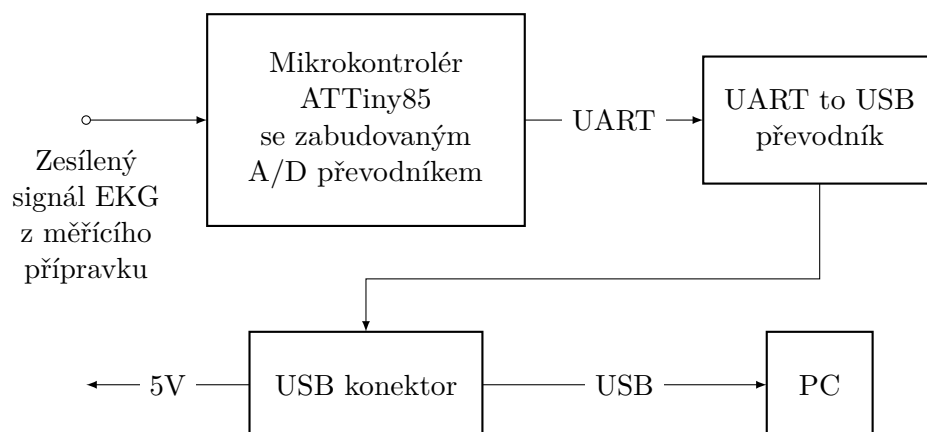 Mikrokontrolér
ATTiny85
se zabudovaným
A/D převodníkem
UART
UART to USB
převodník
Zesílený
signál EKG
z měřícího
přípravku
5V
USB konektor
USB
PC